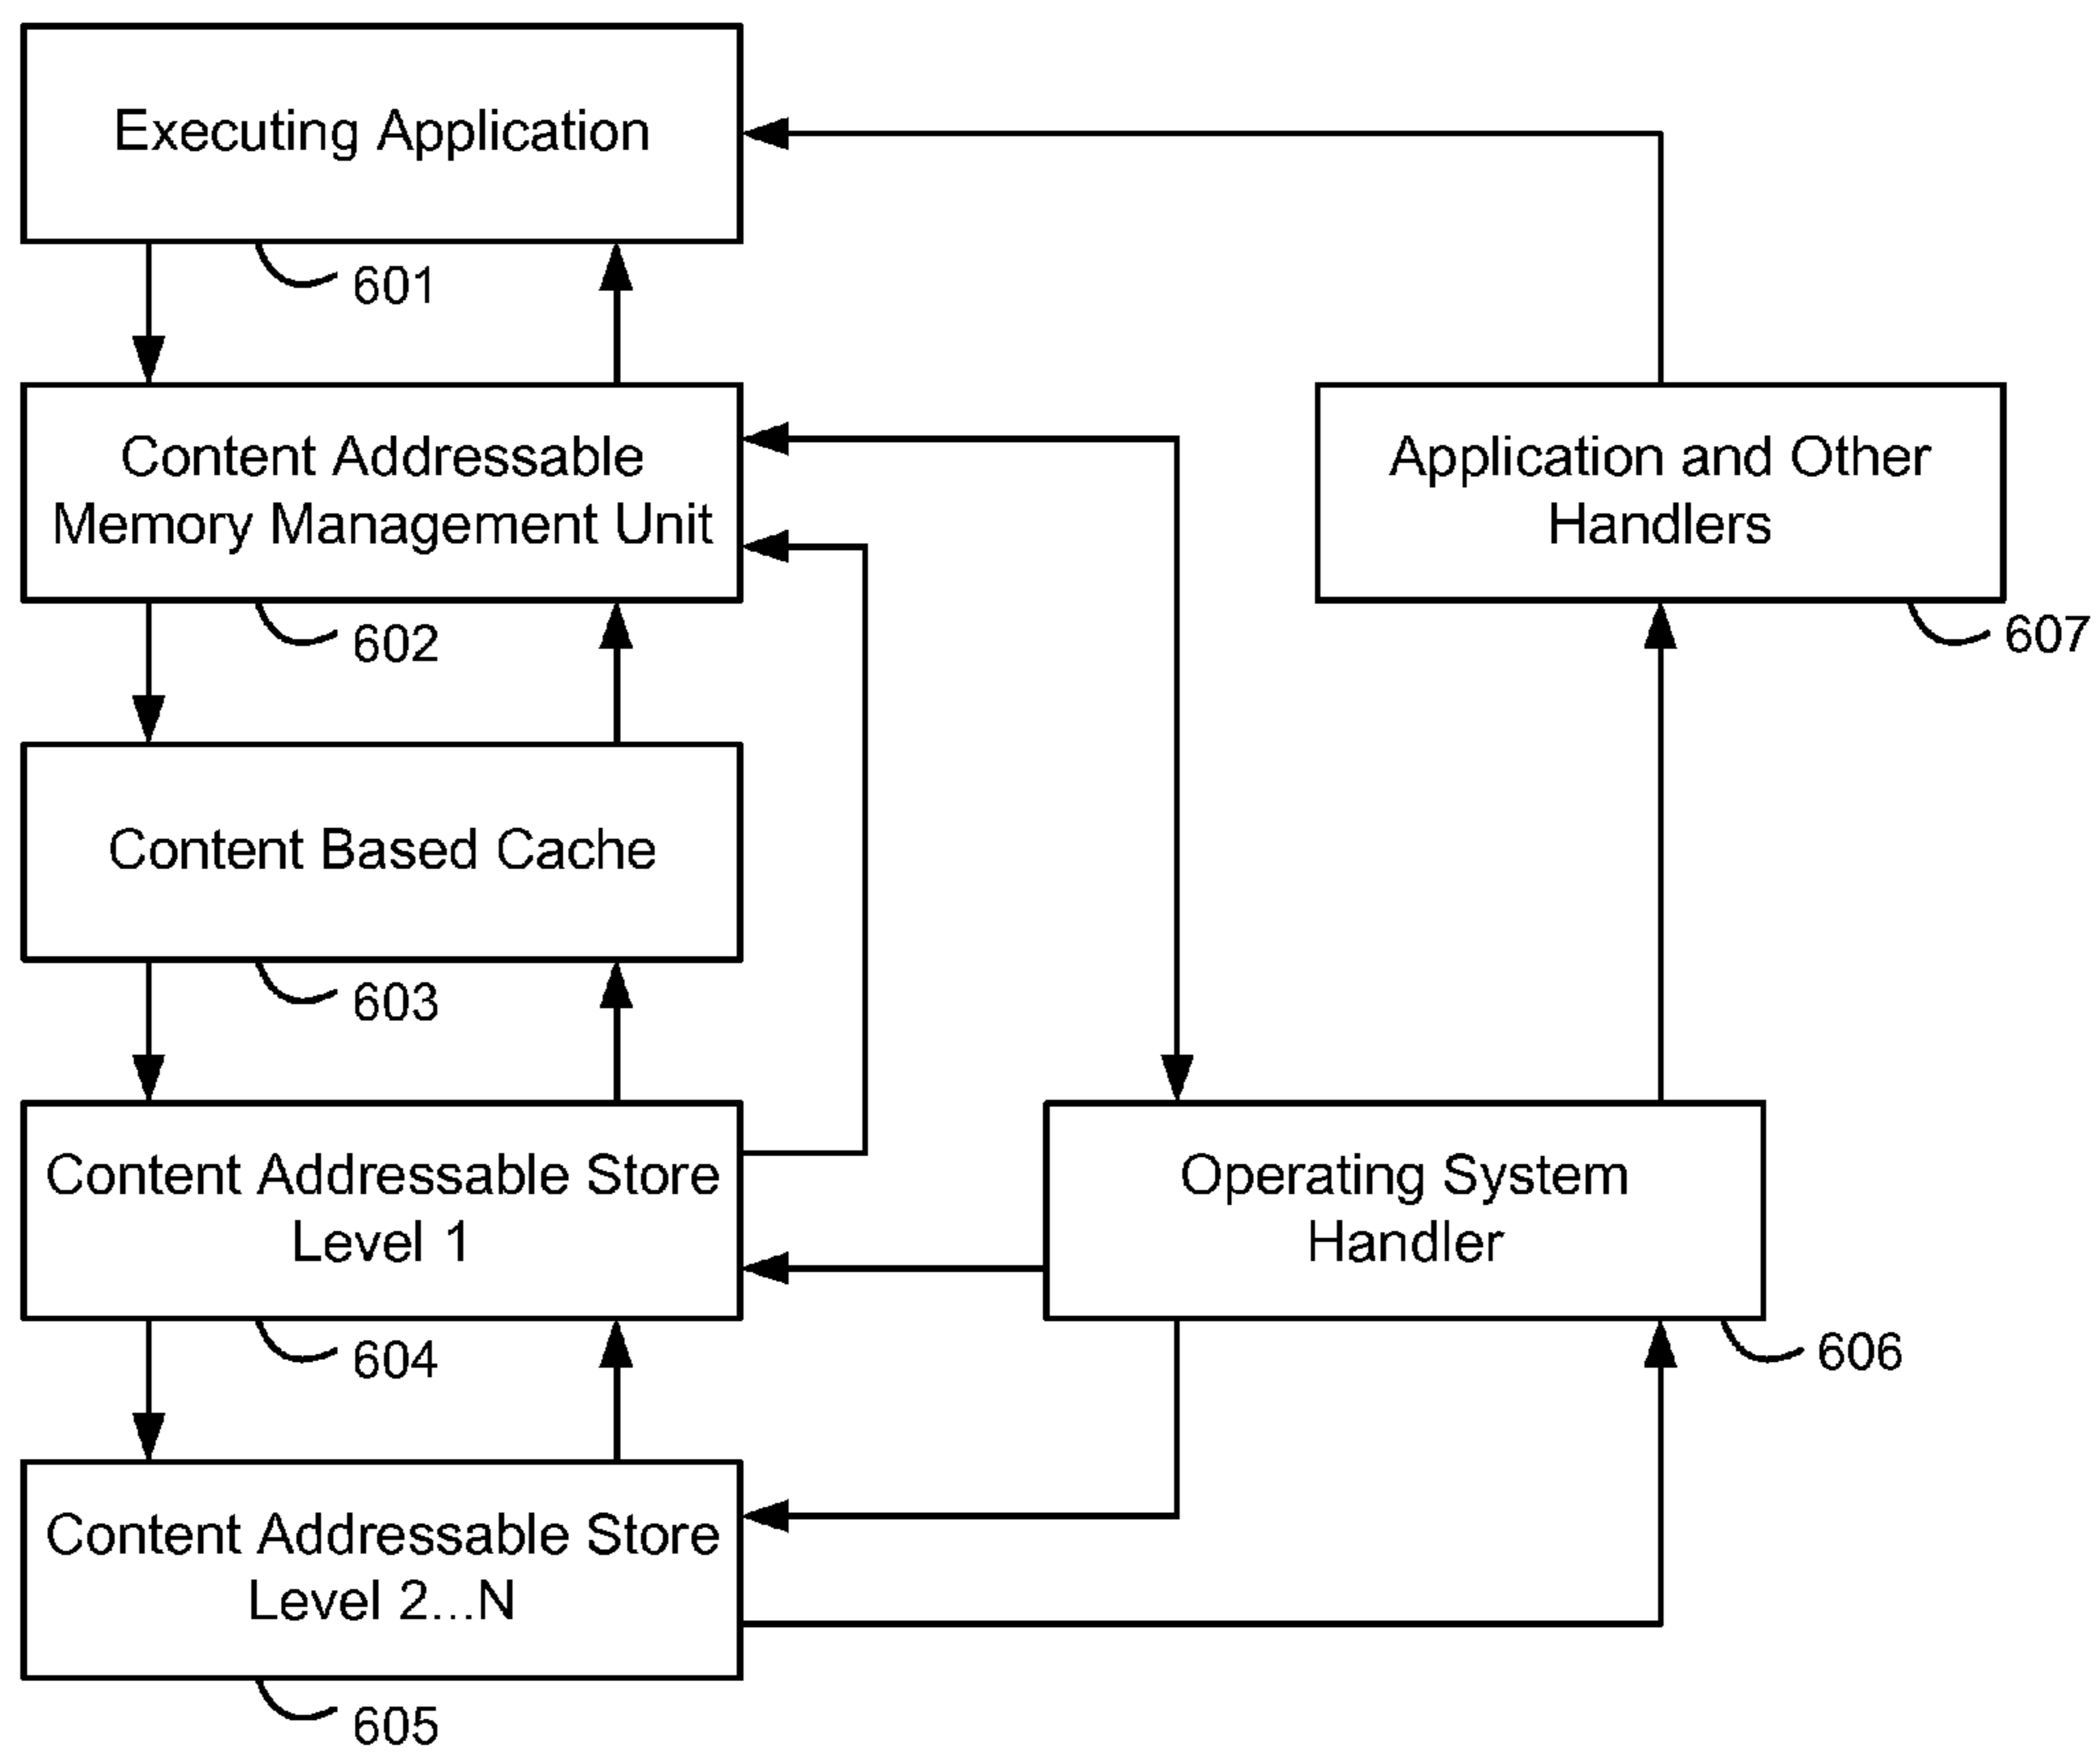 Executing Application
601
Content Addressable
Memory Management Unit
602
Application and Other
Handlers
607
Content Based Cache
603
Content Addressable Store
Level 1
604
Operating System
Handler
606
Content Addressable Store
Level 2...N
605